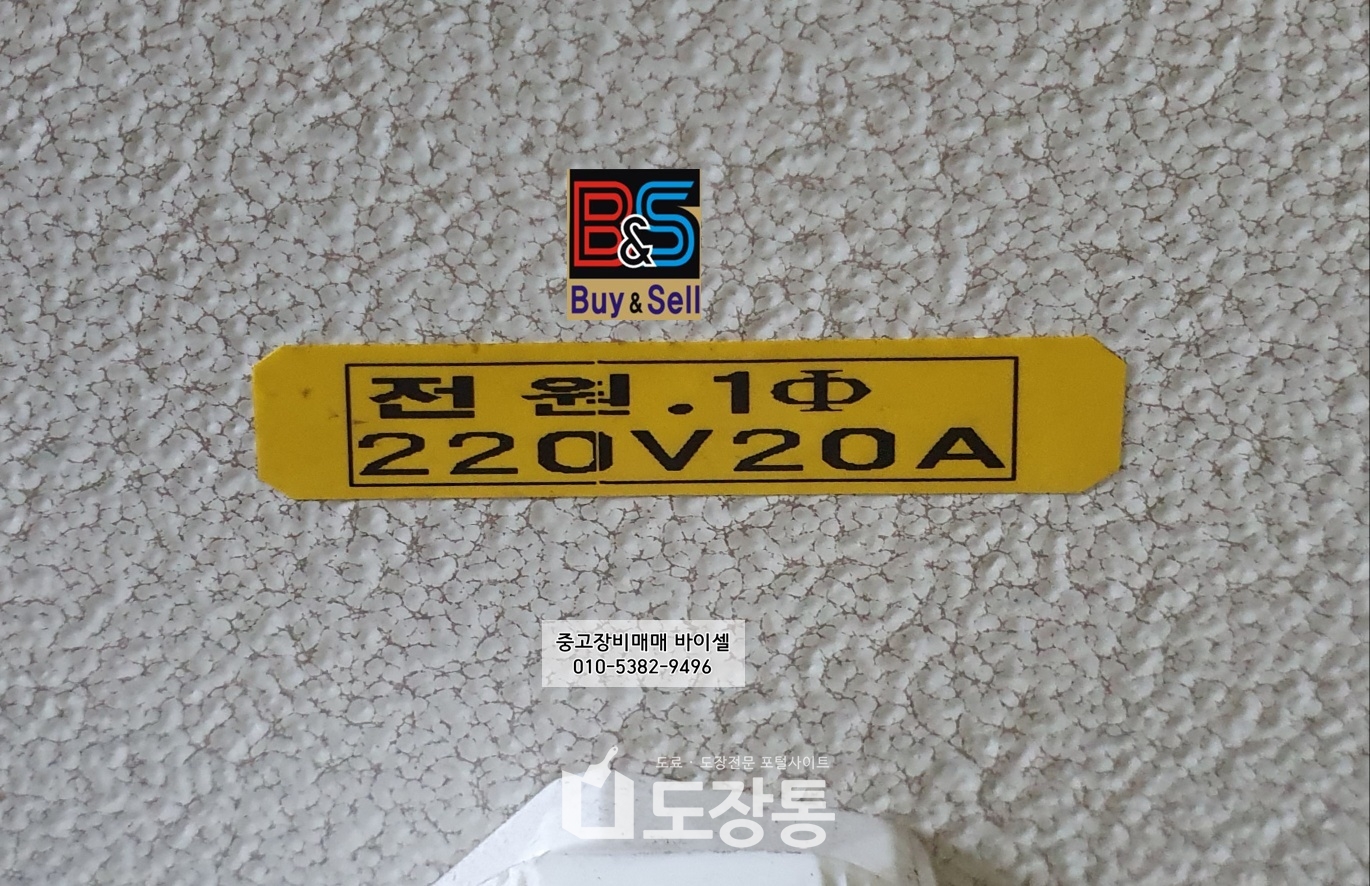 B&S
Buy & Sell
전 원 .1Φ
220V20A
중고장비매매 바이셀
010-5382-9496
도료 · 도장전문 포털사이트
도장통